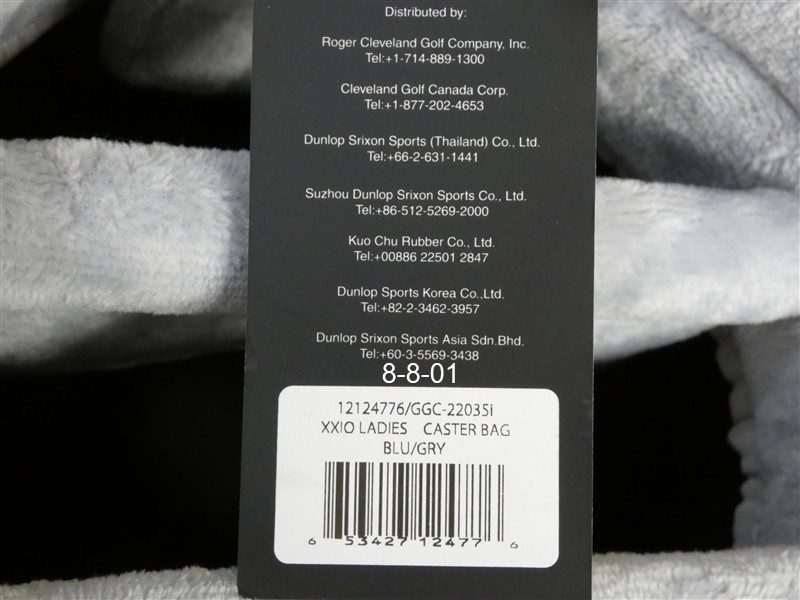 Distributed by:
Roger Cleveland Golf Company, Inc.
Tel:+1-714-889-1300
Cleveland Golf Canada Corp.
Tel:+1-877-202-4653
Dunlop Srixon Sports (Thailand) Co., Ltd.
Tel:+66-2-631-1441
Suzhou Dunlop Srixon Sports Co., Ltd.
Tel:+86-512-5269-2000
Kuo Chu Rubber Co., Ltd.
Tel:+00886 22501 2847
Dunlop Sports Korea Co.,Ltd.
Tel:+82-2-3462-3957
Dunlop Srixon Sports Asia Sdn.Bhd.
Tel:+60-3-5569-3438
8-8-01
12124776/GGC-22035i
XXIO LADIES CASTER BAG
BLU/GRY
6 53427 12477 6